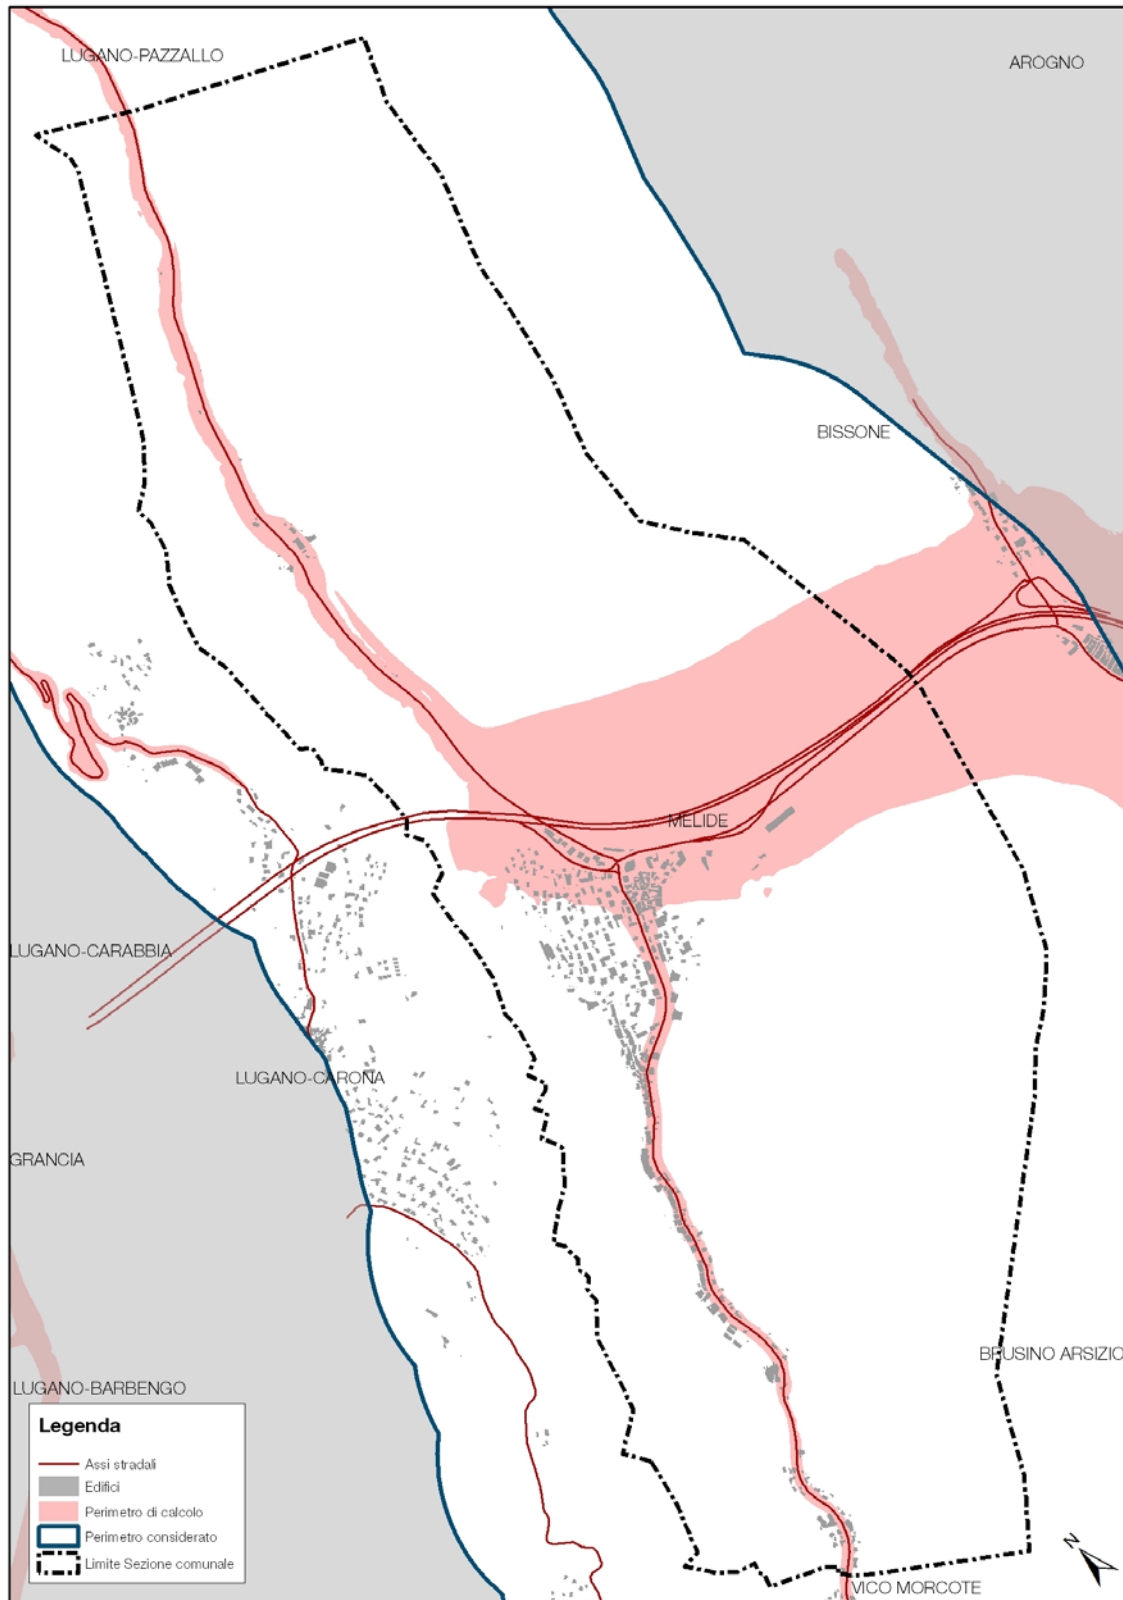 LUGANO-PAZZALLO
AROGNO
BISSONE
MELIDE
LUGANO-CARABBIA
LUGANO-CARONA
GRANCIA
BRUSINO ARSIZIO
LUGANO-BARBENGO
Legenda
Assi stradali
Edifici
Perimetro di calcolo
Perimetro considerato
Limite Sezione comunale
N
VICO MORCOTE